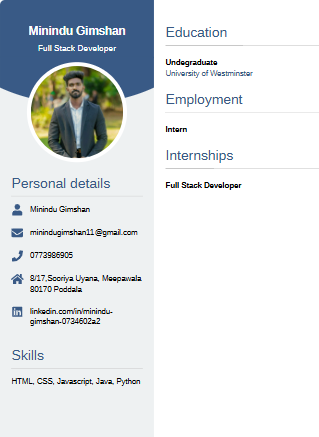 Minindu Gimshan
Full Stack Developer
Personal details
Minindu Gimshan
minindugimshan11@gmail.com
0773986905
8/17,Sooriya Uyana, Meepawala
80170 Poddala
linkedin.com/in/minindu-
gimshan-0734602a2
Skills
HTML, CSS, Javascript, Java, Python
Education
Undegraduate
University of Westminster
Employment
Intern
Internships
Full Stack Developer